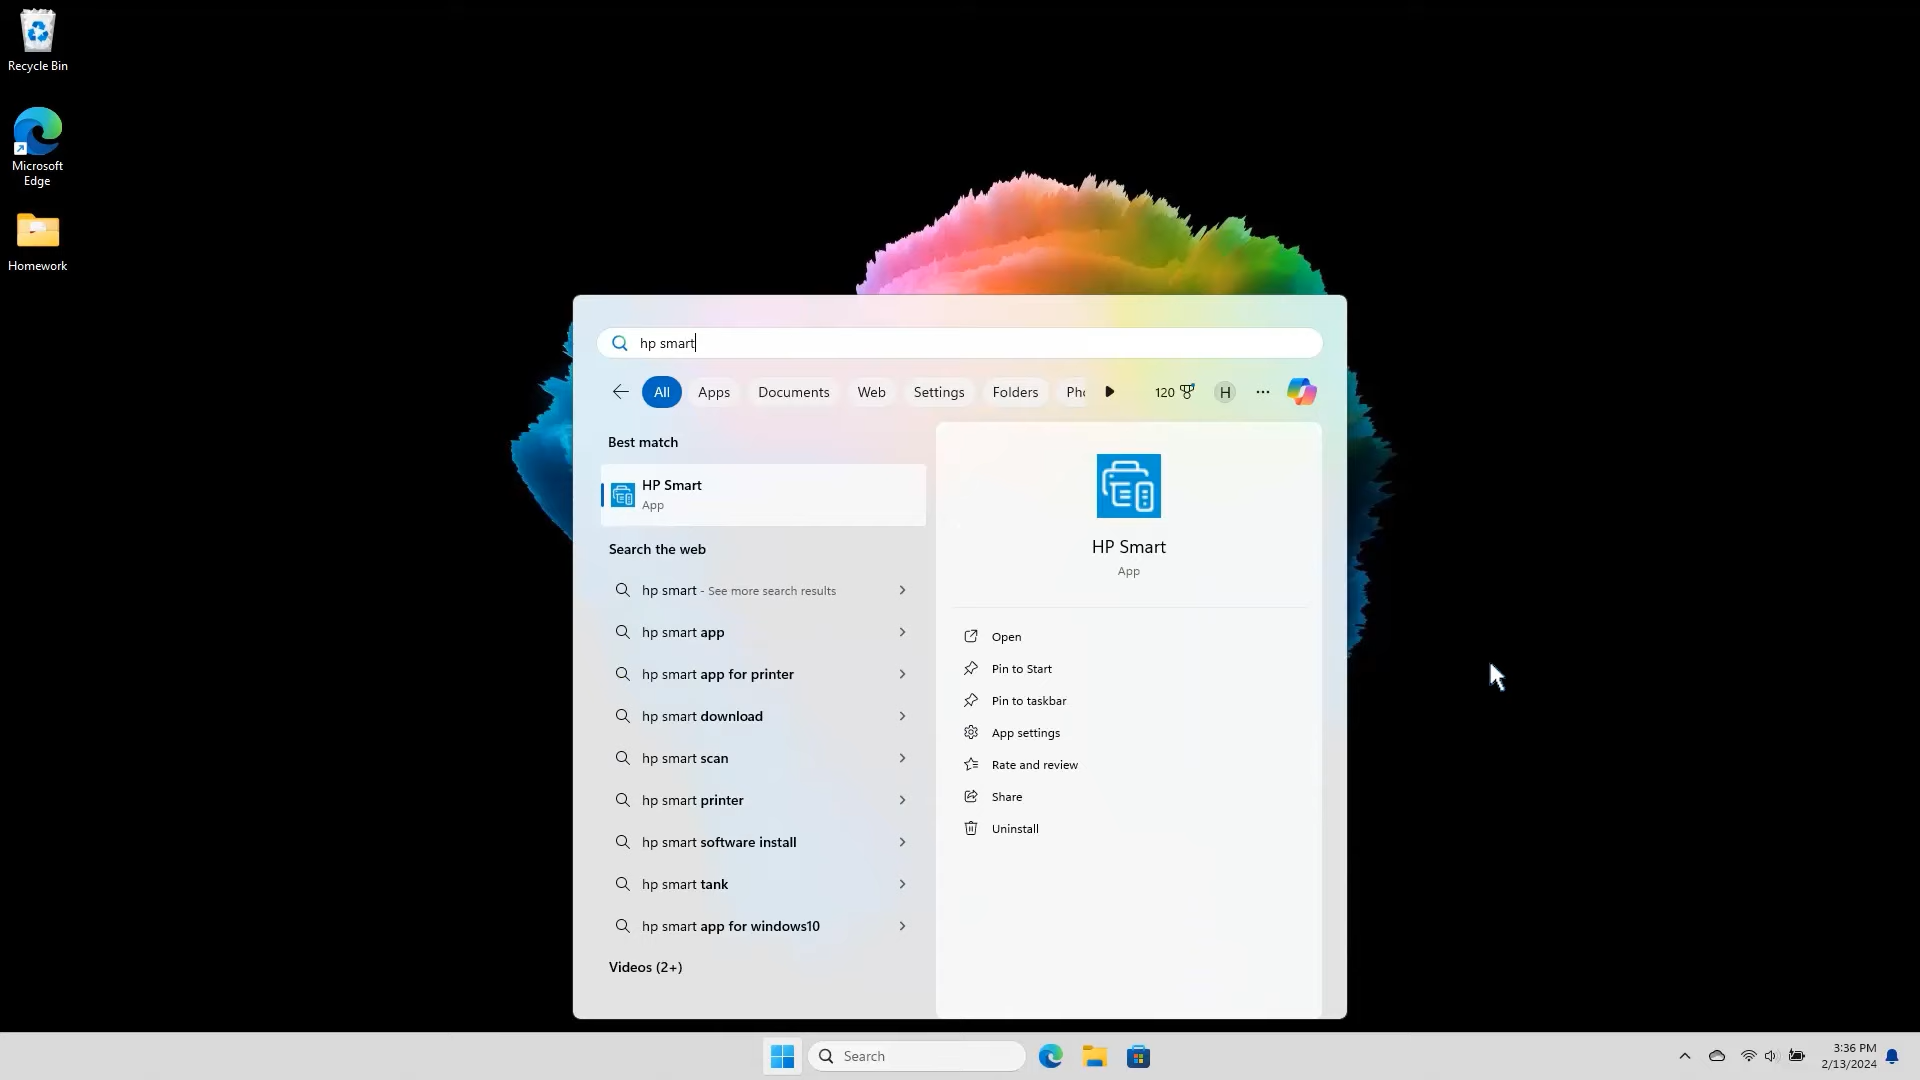 Recycle Bin
Microsoft
Edge
Homework
hp smart
All Apps Documents Web Settings Folders Pho 120 H ...
Best match
HP Smart
App
Search the web
hp smart - See more search results
hp smart app
hp smart app for printer
hp smart download
hp smart scan
hp smart printer
hp smart software install
hp smart tank
hp smart app for windows10
Videos (2+)
HP Smart
App
Open
Pin to Start
Pin to taskbar
App settings
Rate and review
Share
Uninstall
Search
3:36 PM
2/13/2024